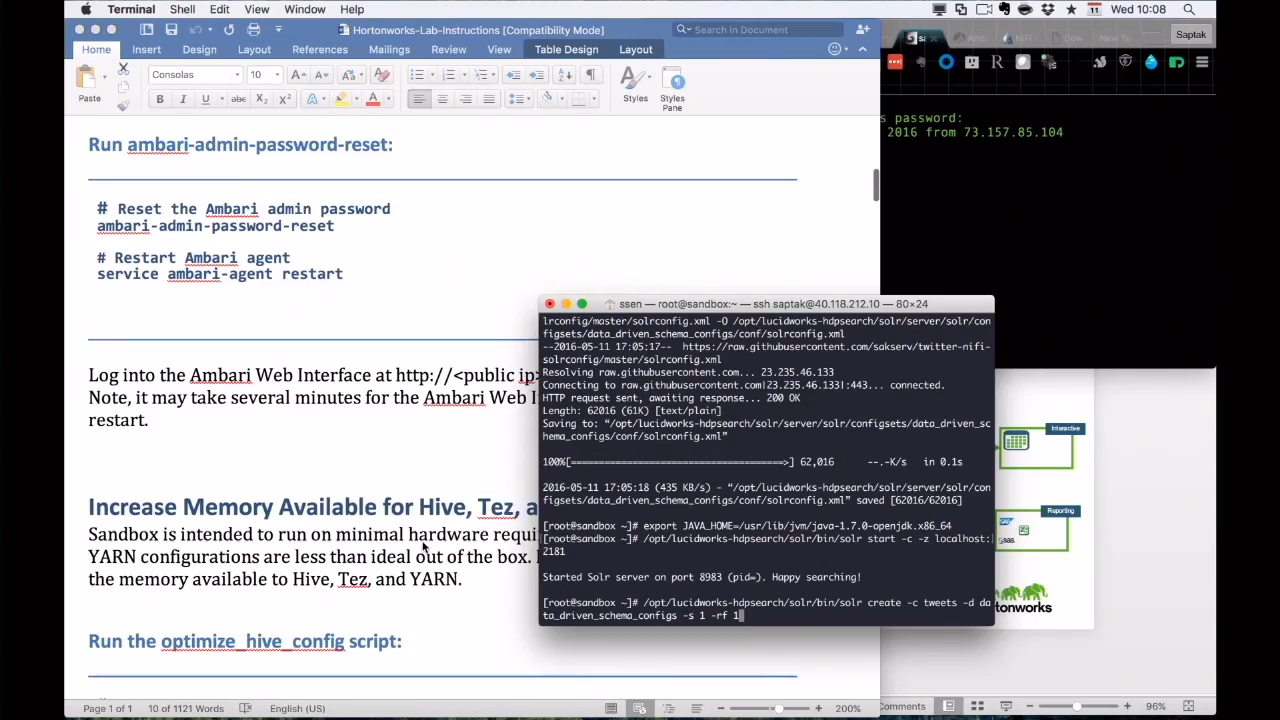 Terminal Shell Edit View Window Help
Wed 10:08
Hortonworks-Lab-Instructions [Compatibility Mode]
Search in Document
Saptak
Home Insert Design Layout References Mailings Review View Table Design Layout
Paste
Consolas 10
Styles
Styles Pane
Run ambari-admin-password-reset:
# Reset the Ambari admin password
ambari-admin-password-reset
# Restart Ambari agent
service ambari-agent restart
Log into the Ambari Web Interface at http://<public ip>
Note, it may take several minutes for the Ambari Web I
restart.
Increase Memory Available for Hive, Tez, a
Sandbox is intended to run on minimal hardware requi
YARN configurations are less than ideal out of the box.
the memory available to Hive, Tez, and YARN.
Run the optimize_hive_config script:
Page 1 of 1 10 of 1121 Words English (US) 200%
s password:
2016 from 73.157.85.104
ssen — root@sandbox:~ — ssh saptak@40.118.212.10 — 80×24
lrconfig/master/solrconfig.xml -O /opt/lucidworks-hdpsearch/solr/server/solr/con
figsets/data_driven_schema_configs/conf/solrconfig.xml
--2016-05-11 17:05:17-- https://raw.githubusercontent.com/sakserv/twitter-nifi-
solrconfig/master/solrconfig.xml
Resolving raw.githubusercontent.com... 23.235.46.133
Connecting to raw.githubusercontent.com|23.235.46.133|:443... connected.
HTTP request sent, awaiting response... 200 OK
Length: 62016 (61K) [text/plain]
Saving to: “/opt/lucidworks-hdpsearch/solr/server/solr/configsets/data_driven_sc
hema_configs/conf/solrconfig.xml”
100%[======================================>] 62,016 --.-K/s in 0.1s
2016-05-11 17:05:18 (435 KB/s) - “/opt/lucidworks-hdpsearch/solr/server/solr/con
figsets/data_driven_schema_configs/conf/solrconfig.xml” saved [62016/62016]
[root@sandbox ~]# export JAVA_HOME=/usr/lib/jvm/java-1.7.0-openjdk.x86_64
[root@sandbox ~]# /opt/lucidworks-hdpsearch/solr/bin/solr start -c -z localhost:
2181
Started Solr server on port 8983 (pid=). Happy searching!
[root@sandbox ~]# /opt/lucidworks-hdpsearch/solr/bin/solr create -c tweets -d da
ta_driven_schema_configs -s 1 -rf 1
Interactive
Reporting
rtonworks
Comments 96%